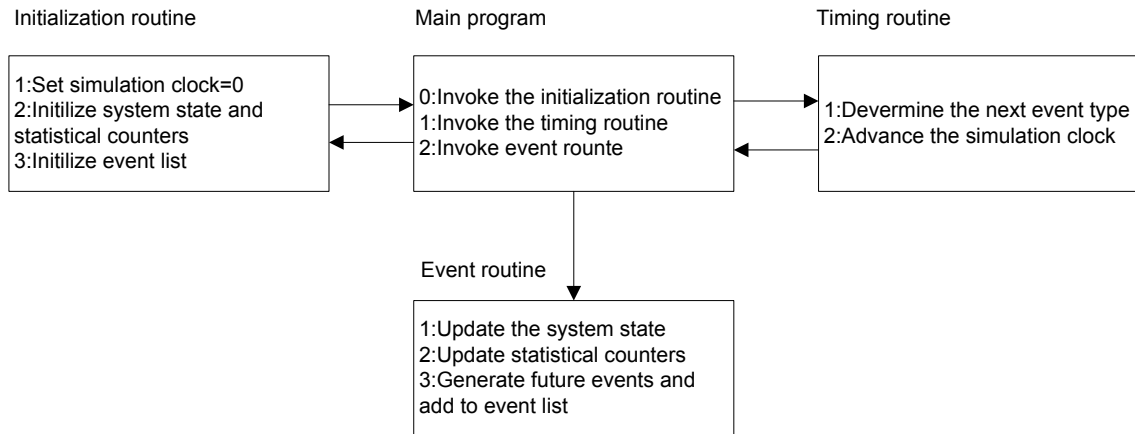 Initialization routine
Main program
Timing routine
1:Set simulation clock=0
2:Initilize system state and
statistical counters
3:Initilize event list
0:Invoke the initialization routine
1:Invoke the timing routine
2:Invoke event rounte
1:Devermine the next event type
2:Advance the simulation clock
Event routine
1:Update the system state
2:Update statistical counters
3:Generate future events and
add to event list